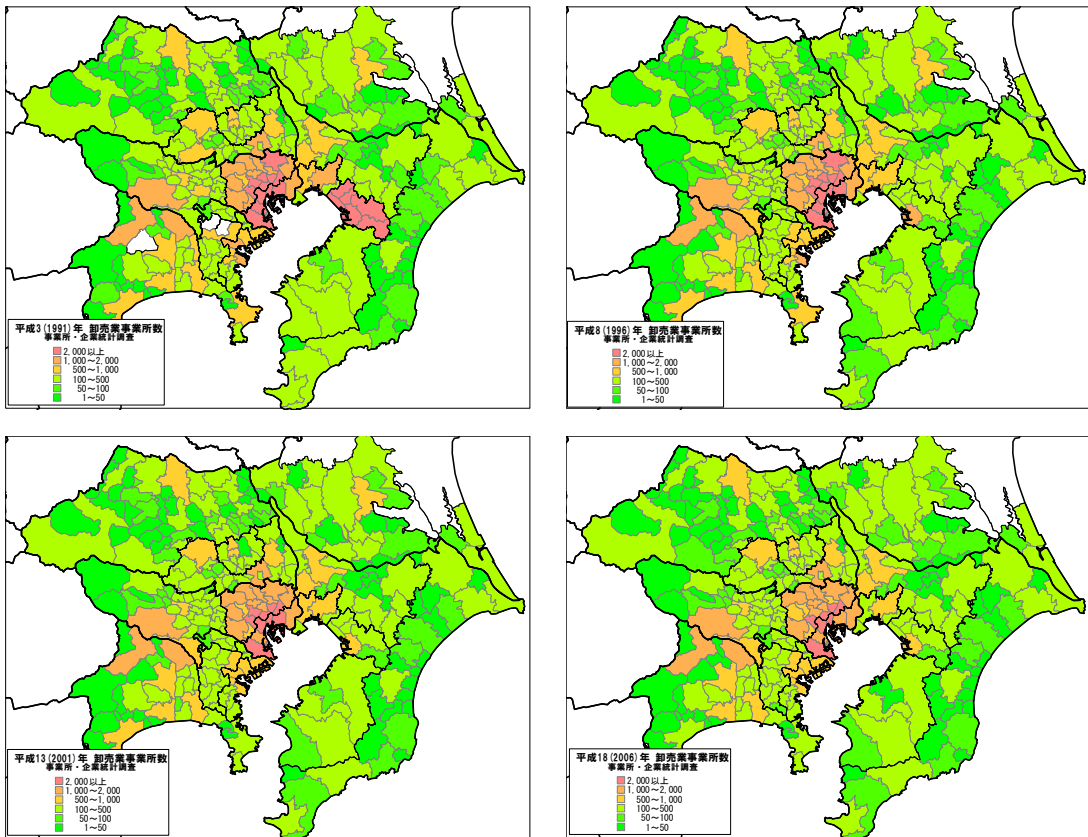 平成3(1991)年 卸売業事業所数
事業所・企業統計調査
2,000以上
1,000～2,000
500～1,000
100～500
50～100
1～50
平成8(1996)年 卸売業事業所数
事業所・企業統計調査
2,000以上
1,000～2,000
500～1,000
100～500
50～100
1～50
平成13(2001)年 卸売業事業所数
事業所・企業統計調査
2,000以上
1,000～2,000
500～1,000
100～500
50～100
1～50
平成18(2006)年 卸売業事業所数
事業所・企業統計調査
2,000以上
1,000～2,000
500～1,000
100～500
50～100
1～50